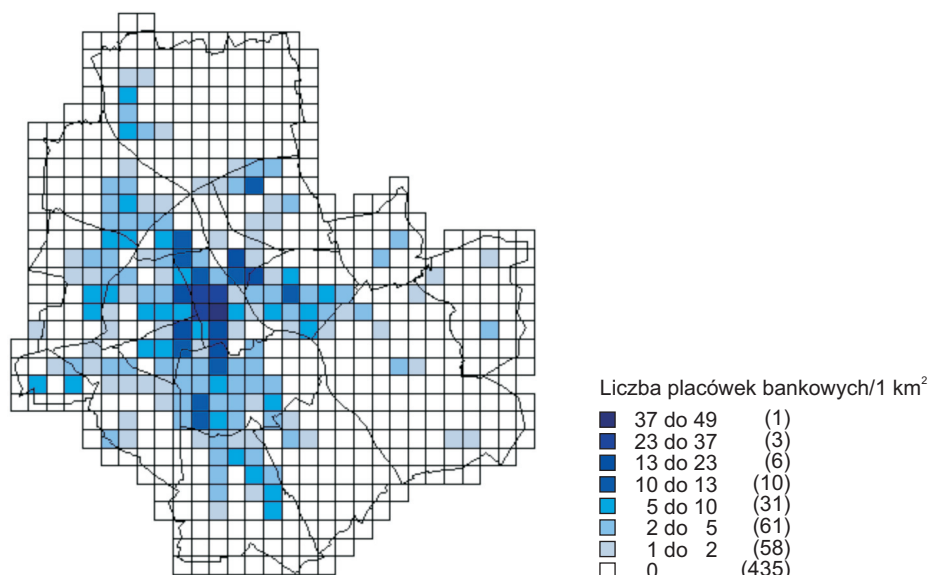 Liczba placówek bankowych/1 km²
37 do 49 (1)
23 do 37 (3)
13 do 23 (6)
10 do 13 (10)
5 do 10 (31)
2 do 5 (61)
1 do 2 (58)
0 (435)